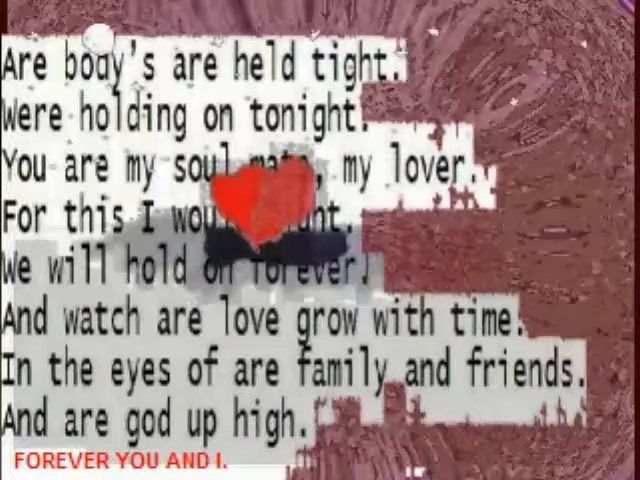 Are body's are held tight.
Were holding on tonight.
You are my soul mate, my lover.
For this I
We will hold on forever.
And watch are love grow with time.
In the eyes of are family and friends.
And are god up high.
FOREVER YOU AND I.